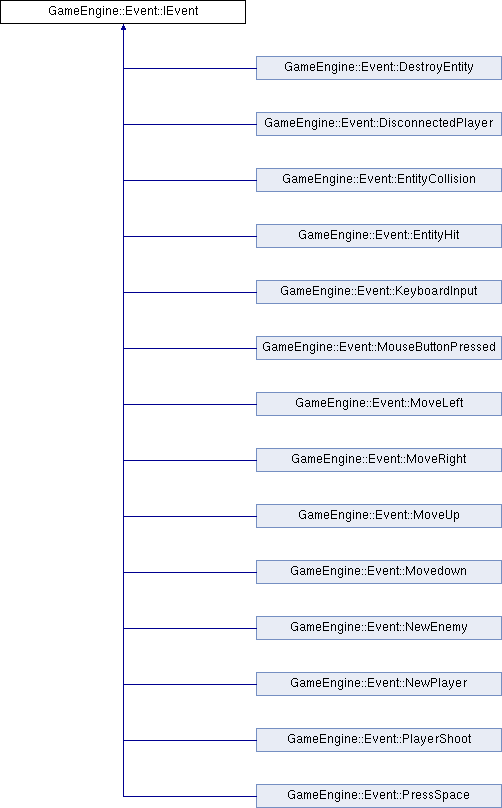 GameEngine::Event::IEvent
GameEngine::Event::DestroyEntity
GameEngine::Event::DisconnectedPlayer
GameEngine::Event::EntityCollision
GameEngine::Event::EntityHit
GameEngine::Event::KeyboardInput
GameEngine::Event::MouseButtonPressed
GameEngine::Event::MoveLeft
GameEngine::Event::MoveRight
GameEngine::Event::MoveUp
GameEngine::Event::Movedown
GameEngine::Event::NewEnemy
GameEngine::Event::NewPlayer
GameEngine::Event::PlayerShoot
GameEngine::Event::PressSpace